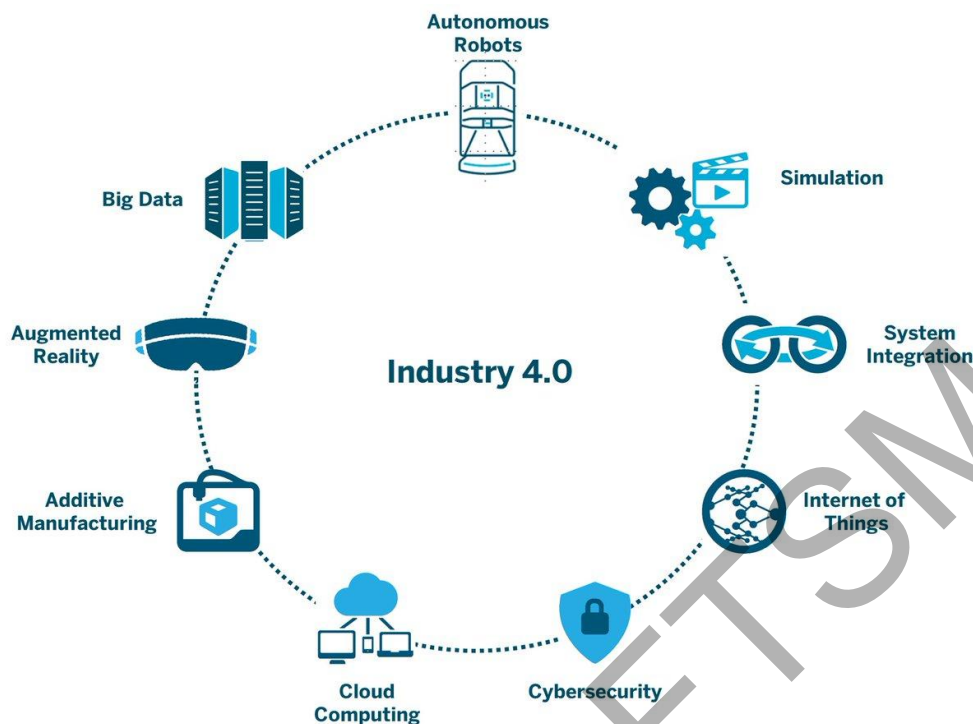 Autonomous
Robots
Simulation
System
Integration
Internet of
Things
Cybersecurity
Cloud
Computing
Additive
Manufacturing
Augmented
Reality
Big Data
Industry 4.0
ETSM